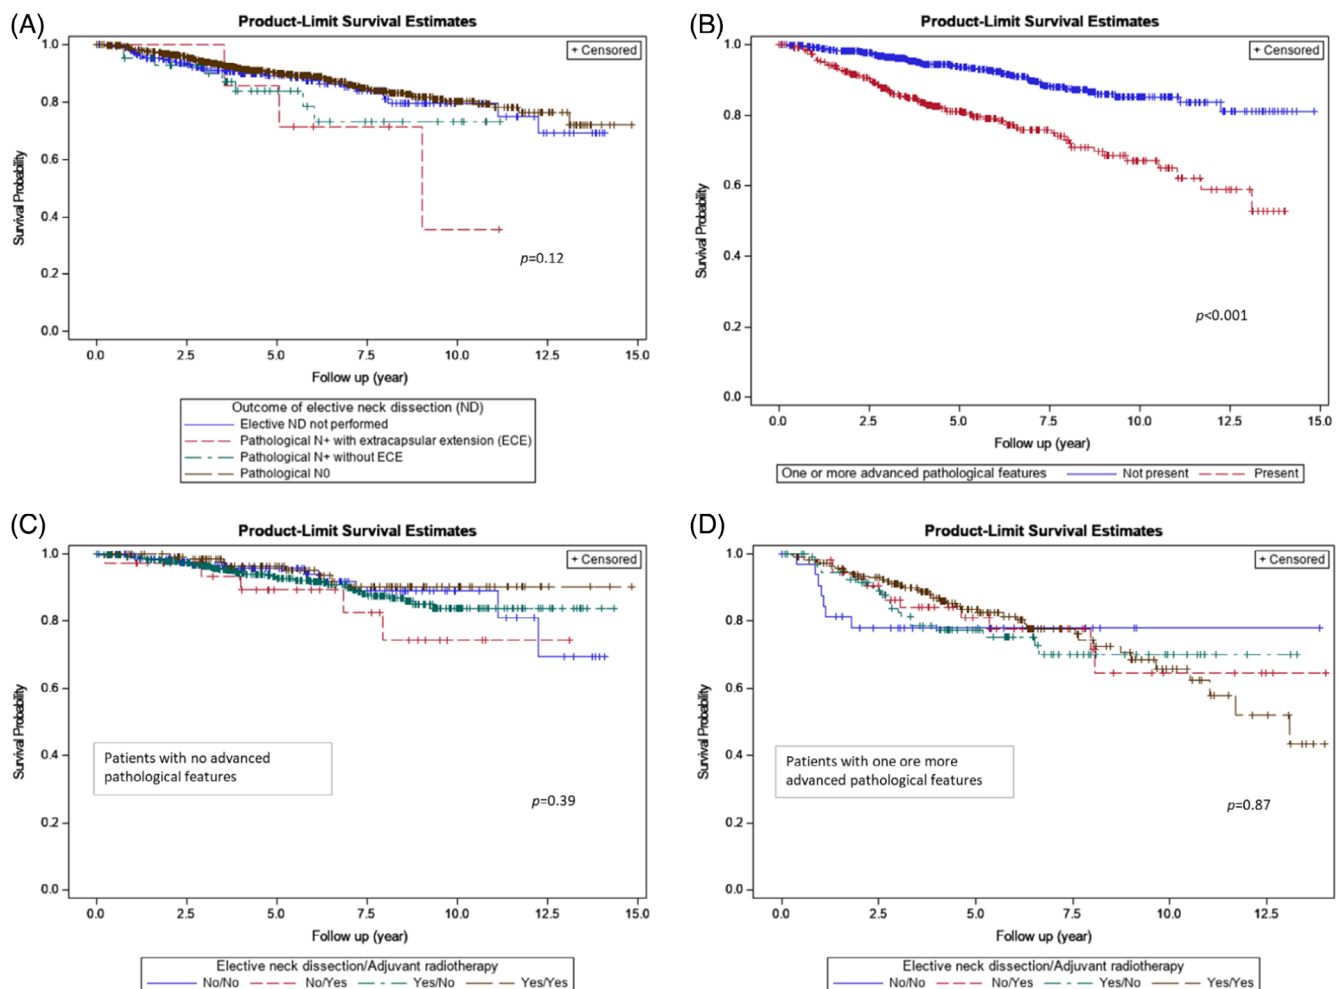 (A)
Product-Limit Survival Estimates
+ Censored
1.0
0.8
0.6
0.4
0.2
0.0
Survival Probability
p=0.12
0.0 2.5 5.0 7.5 10.0 12.5 15.0
Follow up (year)
Outcome of elective neck dissection (ND)
Elective ND not performed
Pathological N+ with extracapsular extension (ECE)
Pathological N+ without ECE
Pathological N0
(B)
Product-Limit Survival Estimates
+ Censored
1.0
0.8
0.6
0.4
0.2
0.0
Survival Probability
p<0.001
0.0 2.5 5.0 7.5 10.0 12.5 15.0
Follow up (year)
One or more advanced pathological features Not present Present
(C)
Product-Limit Survival Estimates
+ Censored
1.0
0.8
0.6
0.4
0.2
0.0
Survival Probability
Patients with no advanced
pathological features
p=0.39
0.0 2.5 5.0 7.5 10.0 12.5 15.0
Follow up (year)
Elective neck dissection/Adjuvant radiotherapy
No/No No/Yes Yes/No Yes/Yes
(D)
Product-Limit Survival Estimates
+ Censored
1.0
0.8
0.6
0.4
0.2
0.0
Survival Probability
Patients with one ore more
advanced pathological features
p=0.87
0.0 2.5 5.0 7.5 10.0 12.5
Follow up (year)
Elective neck dissection/Adjuvant radiotherapy
No/No No/Yes Yes/No Yes/Yes